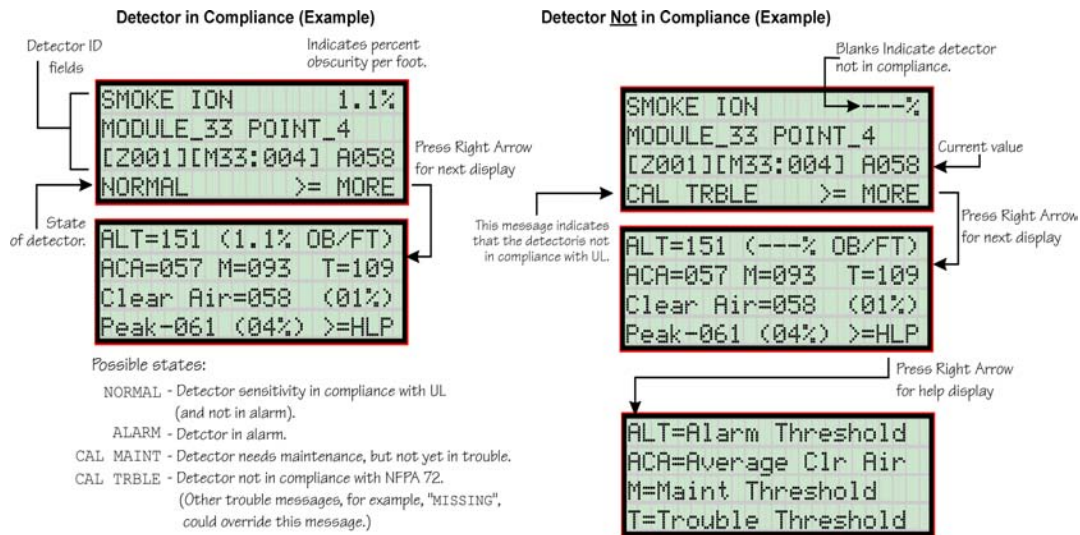 Detector in Compliance (Example)
Detector ID
fields
Indicates percent
obscurity per foot.
SMOKE ION 1.1%
MODULE_33 POINT_4
[Z001][M33:004] A058
NORMAL >= MORE
Press Right Arrow
for next display
State
of detector.
ALT=151 (1.1% OB/FT)
ACA=057 M=093 T=109
Clear Air=058 (01%)
Peak-061 (04%) >=HLP
Possible states:
NORMAL - Detector sensitivity in compliance with UL
(and not in alarm).
ALARM - Detctor in alarm.
CAL MAINT - Detector needs maintenance, but not yet in trouble.
CAL TRBLE - Detector not in compliance with NFPA 72.
(Other trouble messages, for example, "MISSING",
could override this message.)
Detector Not in Compliance (Example)
Blanks Indicate detector
not in compliance.
SMOKE ION ---%
MODULE_33 POINT_4
[Z001][M33:004] A058
CAL TRBLE >= MORE
Current value
This message indicates
that the detectoris not
in compliance with UL.
Press Right Arrow
for next display
ALT=151 (---% OB/FT)
ACA=057 M=093 T=109
Clear Air=058 (01%)
Peak-061 (04%) >=HLP
Press Right Arrow
for help display
ALT=Alarm Threshold
ACA=Average Clr Air
M=Maint Threshold
T=Trouble Threshold